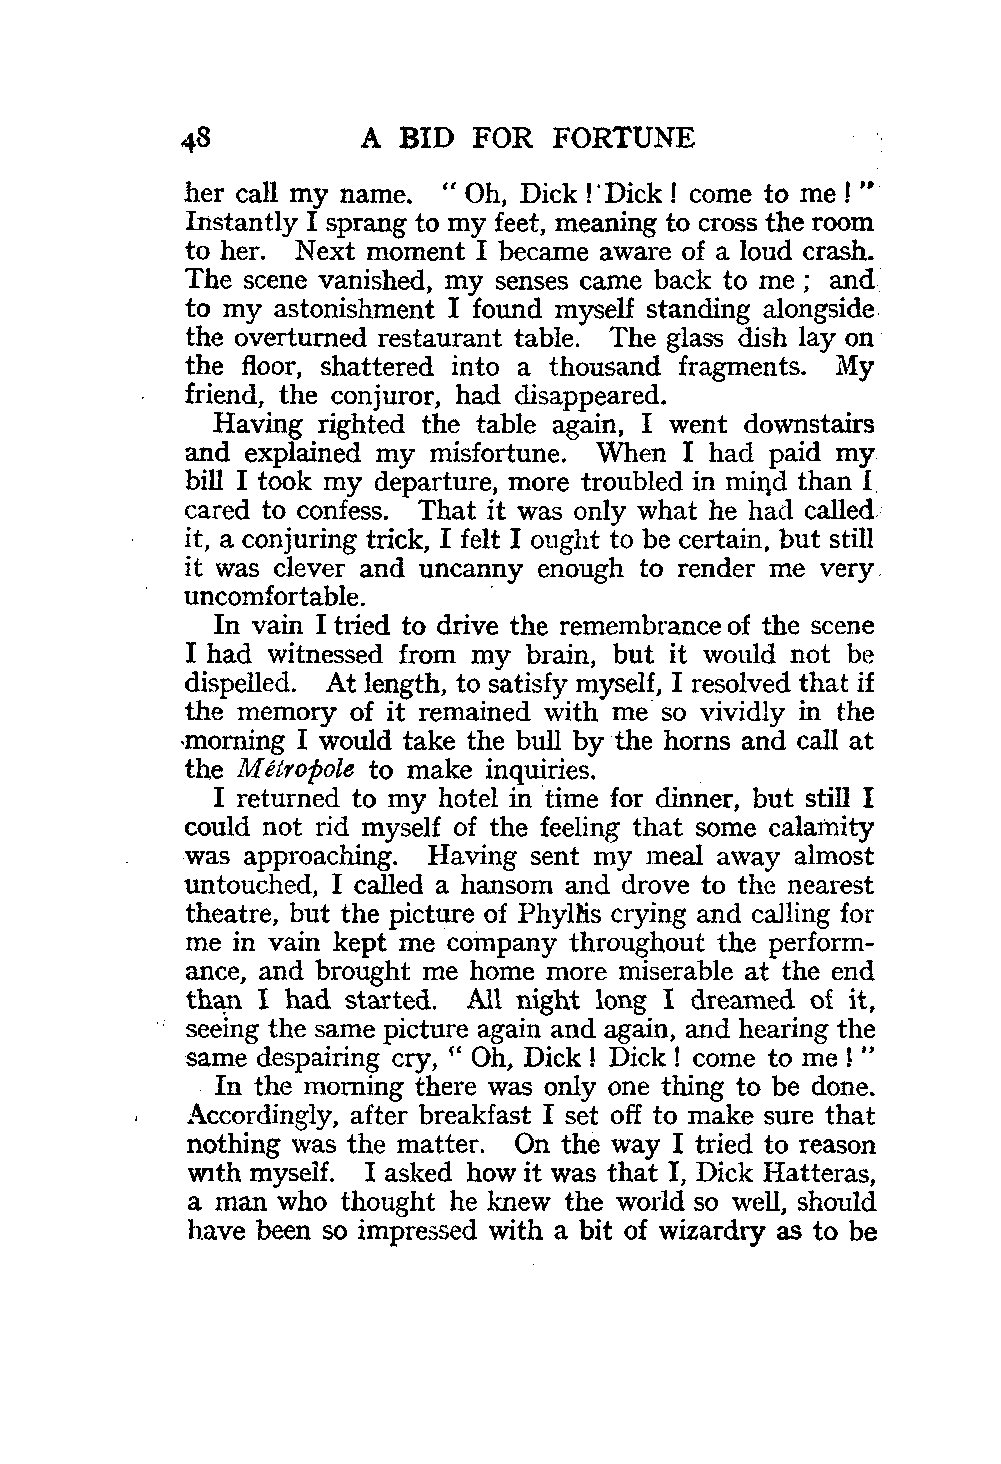 48 A BID FOR FORTUNE
her call my name. " Oh, Dick ! Dick ! come to me ! "
Instantly I sprang to my feet, meaning to cross the room
to her. Next moment I became aware of a loud crash.
The scene vanished, my senses came back to me ; and
to my astonishment I found myself standing alongside
the overturned restaurant table. The glass dish lay on
the floor, shattered into a thousand fragments. My
friend, the conjuror, had disappeared.
Having righted the table again, I went downstairs
and explained my misfortune. When I had paid my
bill I took my departure, more troubled in mind than I
cared to confess. That it was only what he had called
it, a conjuring trick, I felt I ought to be certain, but still
it was clever and uncanny enough to render me very
uncomfortable.
In vain I tried to drive the remembrance of the scene
I had witnessed from my brain, but it would not be
dispelled. At length, to satisfy myself, I resolved that if
the memory of it remained with me so vividly in the
morning I would take the bull by the horns and call at
the Métropole to make inquiries.
I returned to my hotel in time for dinner, but still I
could not rid myself of the feeling that some calamity
was approaching. Having sent my meal away almost
untouched, I called a hansom and drove to the nearest
theatre, but the picture of Phyllis crying and calling for
me in vain kept me company throughout the perform-
ance, and brought me home more miserable at the end
than I had started. All night long I dreamed of it,
seeing the same picture again and again, and hearing the
same despairing cry, " Oh, Dick ! Dick ! come to me ! "
In the morning there was only one thing to be done.
Accordingly, after breakfast I set off to make sure that
nothing was the matter. On the way I tried to reason
with myself. I asked how it was that I, Dick Hatteras,
a man who thought he knew the world so well, should
have been so impressed with a bit of wizardry as to be